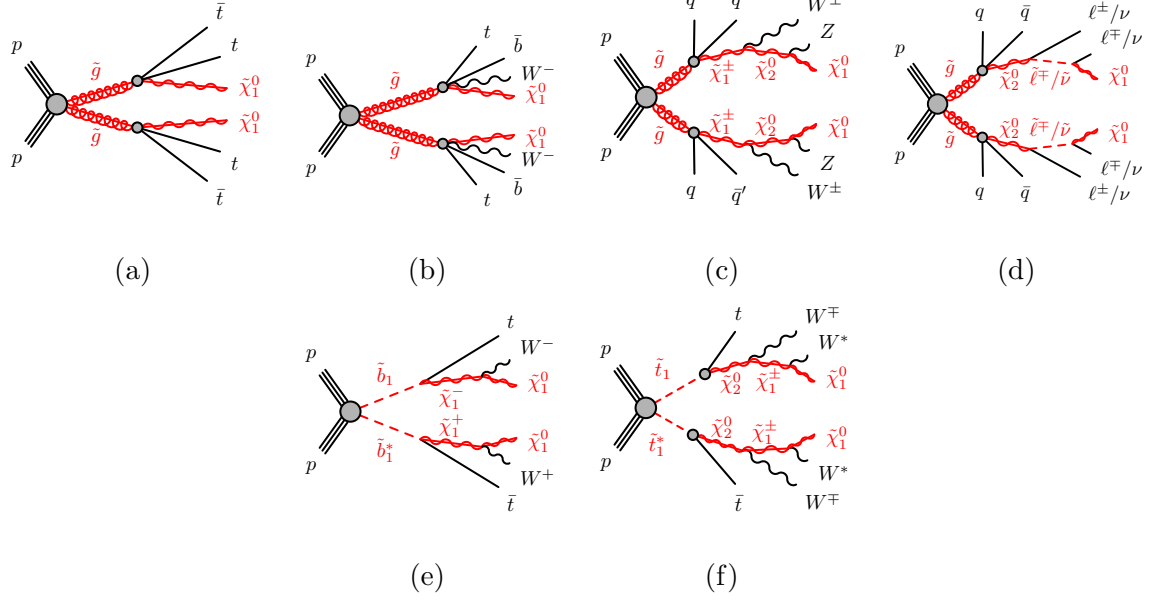 p p g̃ g̃ t̄ t χ̃₁⁰ χ̃₁⁰ t t̄
(a)
p p g̃ g̃ t b̄ W⁻ χ̃₁⁰ χ̃₁⁰ W⁻ b̄ t
(b)
p p g̃ g̃ q χ̃₁± χ̃₂⁰ W± Z χ̃₁⁰ q q̄′ χ̃₁± χ̃₂⁰ χ̃₁⁰ Z W±
(c)
p p g̃ g̃ q q̄ χ̃₂⁰ ℓ̃∓/ν̃ ℓ±/ν ℓ∓/ν χ̃₁⁰ χ̃₂⁰ ℓ̃∓/ν̃ χ̃₁⁰ ℓ∓/ν ℓ±/ν q q̄
(d)
p p b̃₁ b̃₁* t W⁻ χ̃₁⁻ χ̃₁⁰ χ̃₁⁺ χ̃₁⁰ W⁺ t̄
(e)
p p t̃₁ t̃₁* t W∓ W* χ̃₂⁰ χ̃₁± χ̃₁⁰ χ̃₂⁰ χ̃₁± χ̃₁⁰ W* W∓ t̄
(f)